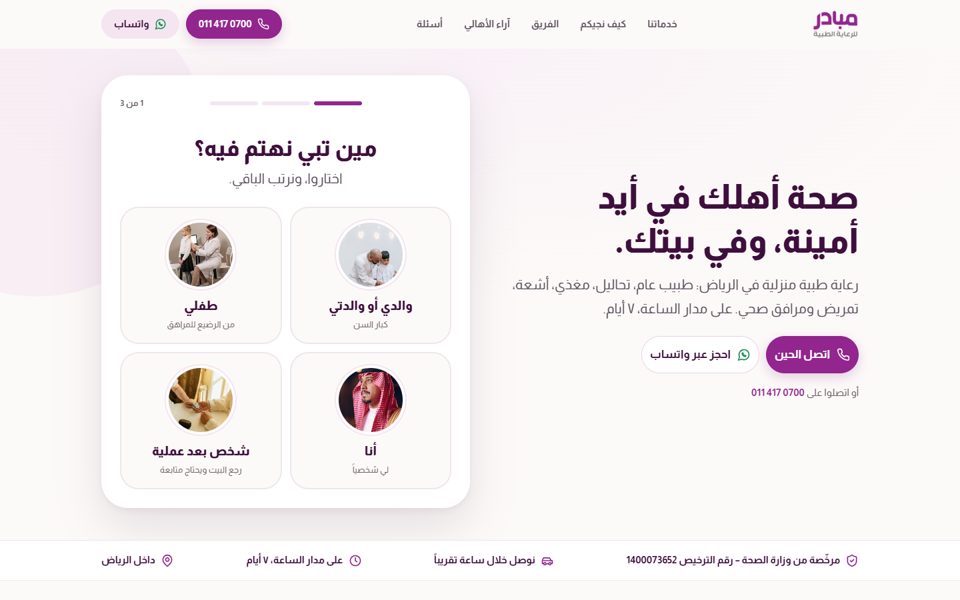 مبادر
للرعاية الطبية
خدماتنا
كيف نجيكم
الفريق
آراء الأهالي
أسئلة
011 417 0700
واتساب
صحة أهلك في أيد
أمينة، وفي بيتك.
رعاية طبية منزلية في الرياض: طبيب عام، تحاليل، مغذي، أشعة،
تمريض ومرافق صحي. على مدار الساعة، ٧ أيام.
اتصل الحين
احجز عبر واتساب
أو اتصلوا على 0700 417 011
1 من 3
مين تبي نهتم فيه؟
اختاروا، ونرتب الباقي.
والدي أو والدتي
كبار السن
طفلي
من الرضيع للمراهق
أنا
لي شخصياً
شخص بعد عملية
رجع البيت ويحتاج متابعة
مرخّصة من وزارة الصحة – رقم الترخيص 1400073652
نوصل خلال ساعة تقريباً
على مدار الساعة، ٧ أيام
داخل الرياض